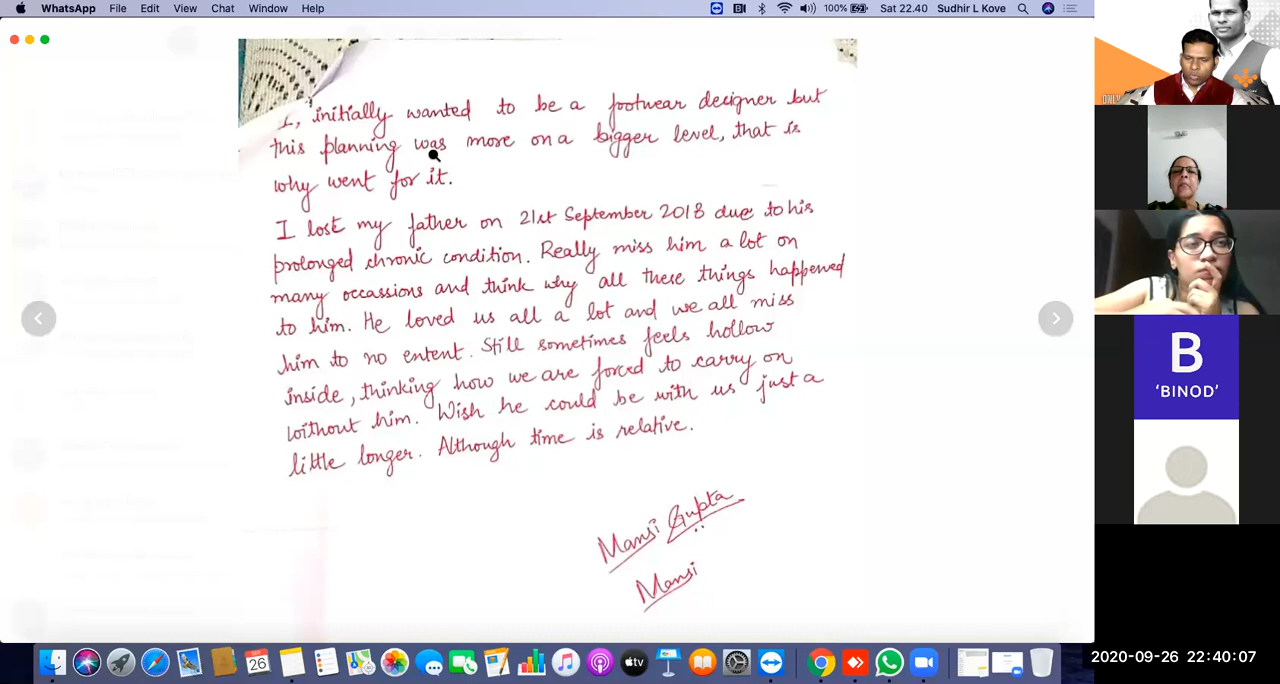 WhatsApp File Edit View Chat Window Help 100% Sat 22.40 Sudhir L Kove
I, initially wanted to be a footwear designer but
this planning was more on a bigger level, that is
why went for it.
I lost my father on 21st September 2018 due to his
prolonged chronic condition. Really miss him a lot on
many occassions and think why all these things happened
to him. He loved us all a lot and we all miss
him to no entent. Still sometimes feels hollow
inside, thinking how we are forced to carry on
without him. Wish he could be with us just a
little longer. Although time is relative.
Mansi Gupta
Mansi
B
'BINOD'
SEP
26
tv
2020-09-26 22:40:07